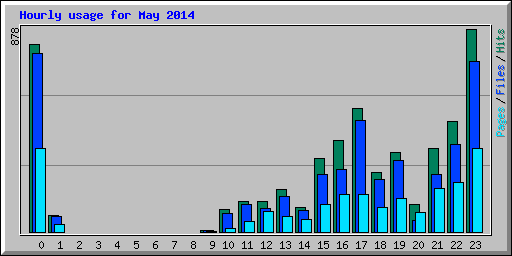 Hourly usage for May 2014
878
Pages/Files/Hits
0 1 2 3 4 5 6 7 8 9 10 11 12 13 14 15 16 17 18 19 20 21 22 23